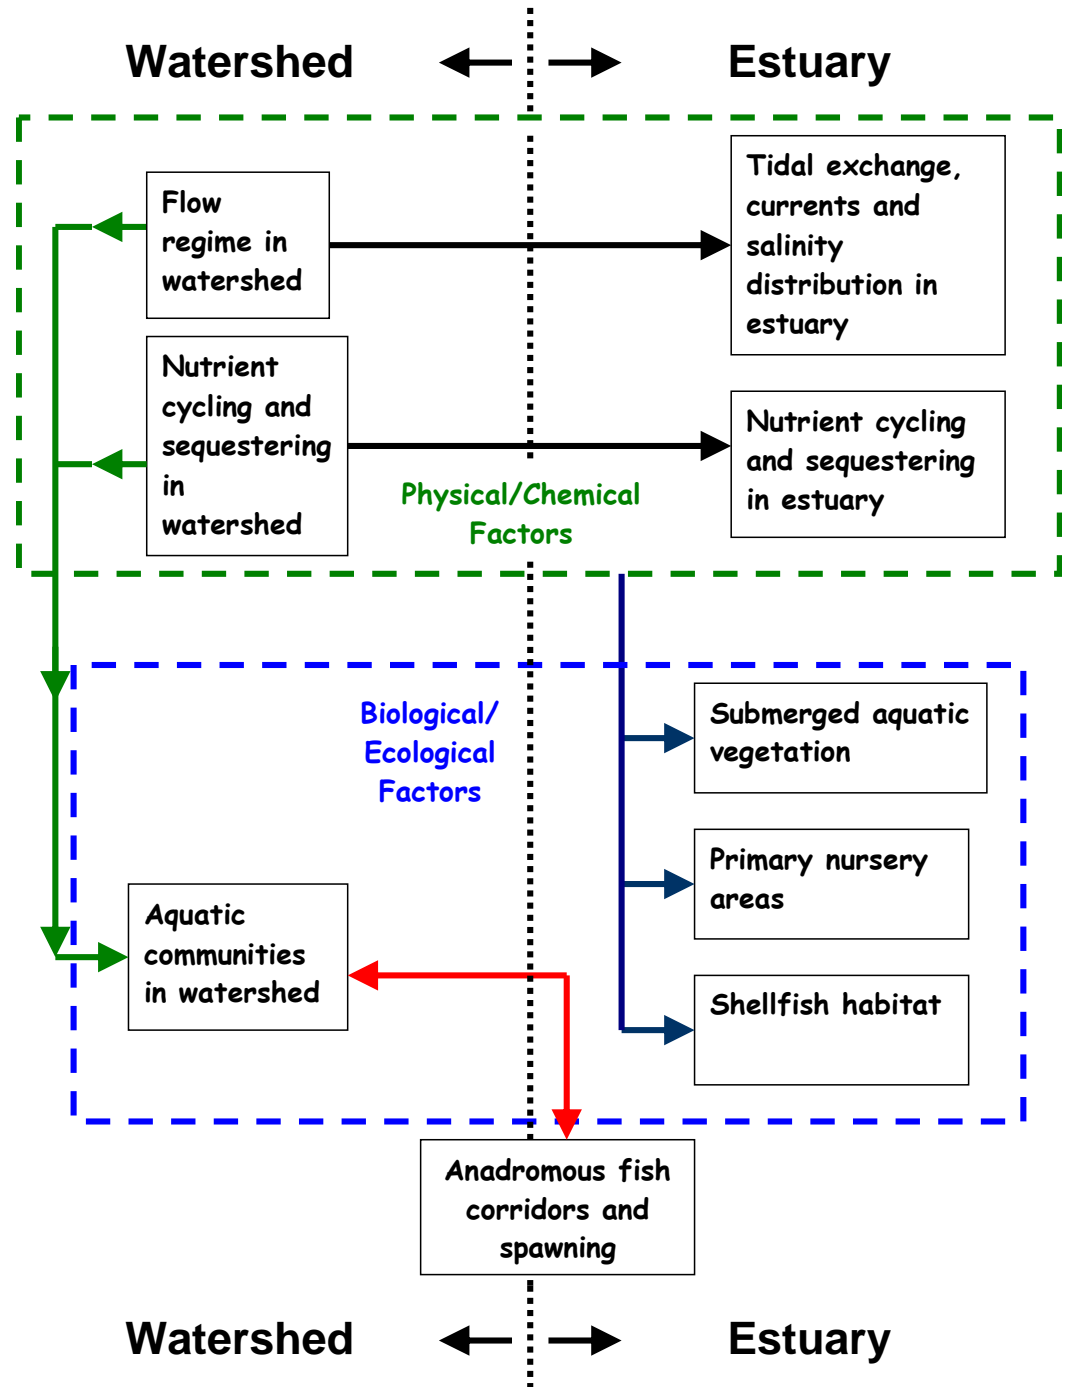 Watershed
Estuary
Flow
regime in
watershed
Tidal exchange,
currents and
salinity
distribution in
estuary
Nutrient
cycling and
sequestering
in
watershed
Nutrient cycling
and sequestering
in estuary
Physical/Chemical
Factors
Biological/
Ecological
Factors
Submerged aquatic
vegetation
Primary nursery
areas
Aquatic
communities
in watershed
Shellfish habitat
Anadromous fish
corridors and
spawning
Watershed
Estuary